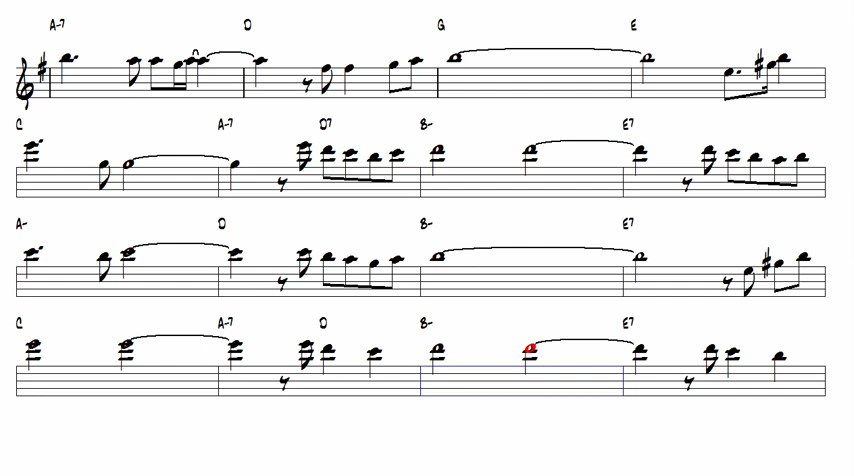 A-7 D G E
C A-7 D7 B- E7
A- D B- E7
C A-7 D B- E7